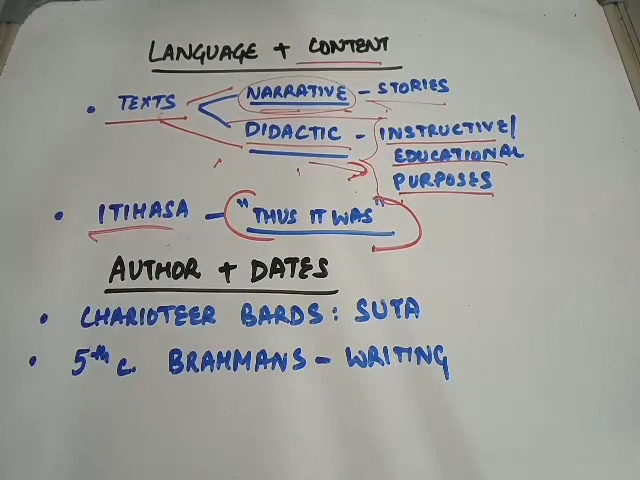 LANGUAGE + CONTENT
• TEXTS NARRATIVE - STORIES
DIDACTIC - INSTRUCTIVE/
EDUCATIONAL
PURPOSES
• ITIHASA - "THUS IT WAS"
AUTHOR + DATES
• CHARIOTEER BARDS: SUTA
• 5th c. BRAHMANS - WRITING